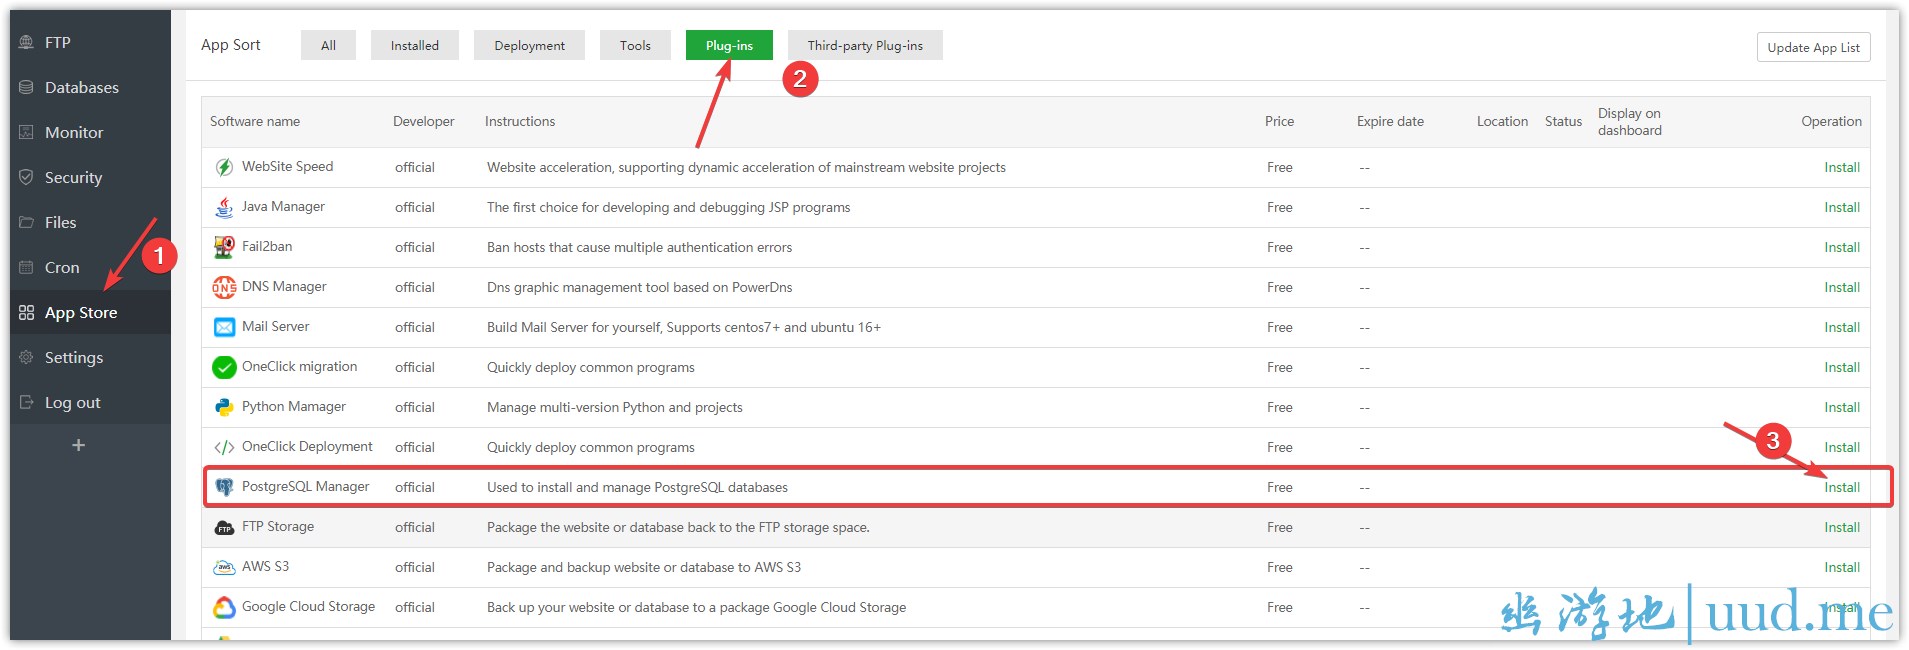 FTP
Databases
Monitor
Security
Files
Cron
App Store
Settings
Log out
+
1
App Sort All Installed Deployment Tools Plug-ins Third-party Plug-ins Update App List
2
Software name Developer Instructions Price Expire date Location Status Display on dashboard Operation
WebSite Speed official Website acceleration, supporting dynamic acceleration of mainstream website projects Free -- Install
Java Manager official The first choice for developing and debugging JSP programs Free -- Install
Fail2ban official Ban hosts that cause multiple authentication errors Free -- Install
DNS DNS Manager official Dns graphic management tool based on PowerDns Free -- Install
Mail Server official Build Mail Server for yourself, Supports centos7+ and ubuntu 16+ Free -- Install
OneClick migration official Quickly deploy common programs Free -- Install
Python Mamager official Manage multi-version Python and projects Free -- Install
</> OneClick Deployment official Quickly deploy common programs Free -- Install
3
PostgreSQL Manager official Used to install and manage PostgreSQL databases Free -- Install
FTP FTP Storage official Package the website or database back to the FTP storage space. Free -- Install
aws AWS S3 official Package and backup website or database to AWS S3 Free -- Install
Google Cloud Storage official Back up your website or database to a package Google Cloud Storage Free -- Install
幽游地|uud.me